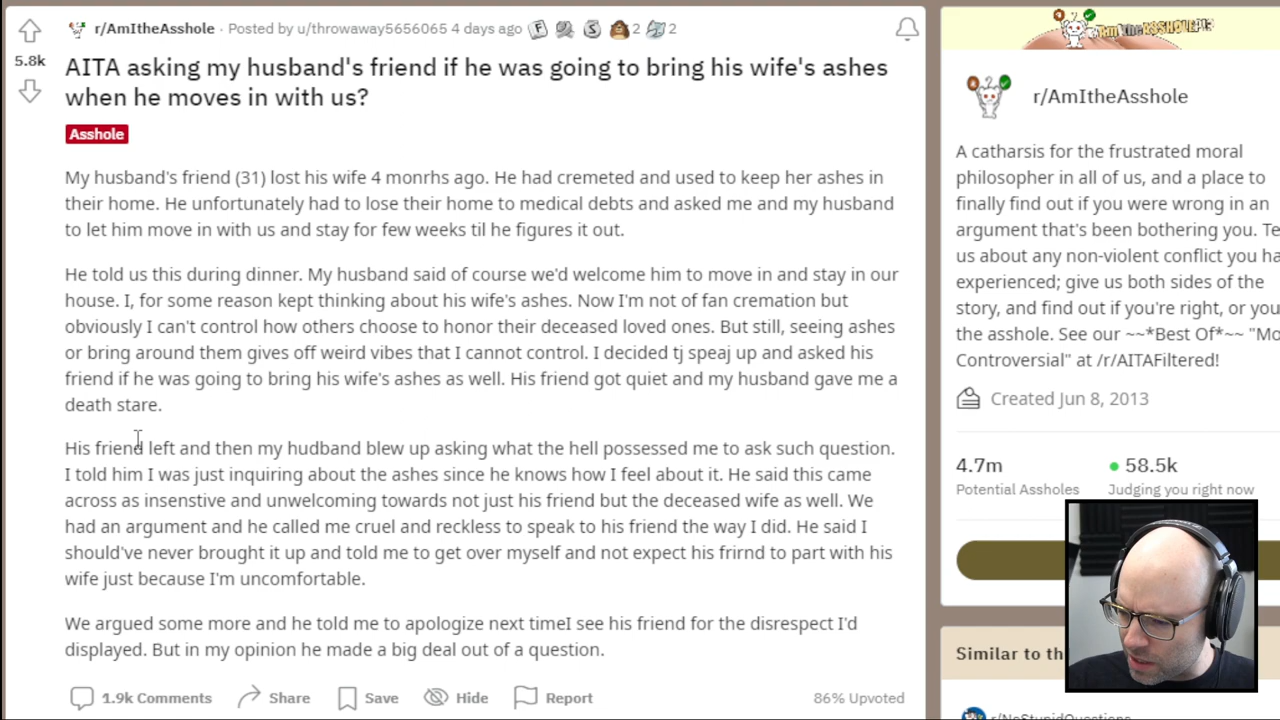 r/AmItheAsshole · Posted by u/throwaway5656065 4 days ago F S 2 2
5.8k
AITA asking my husband's friend if he was going to bring his wife's ashes
when he moves in with us?
Asshole
My husband's friend (31) lost his wife 4 monrhs ago. He had cremeted and used to keep her ashes in
their home. He unfortunately had to lose their home to medical debts and asked me and my husband
to let him move in with us and stay for few weeks til he figures it out.
He told us this during dinner. My husband said of course we'd welcome him to move in and stay in our
house. I, for some reason kept thinking about his wife's ashes. Now I'm not of fan cremation but
obviously I can't control how others choose to honor their deceased loved ones. But still, seeing ashes
or bring around them gives off weird vibes that I cannot control. I decided tj speaj up and asked his
friend if he was going to bring his wife's ashes as well. His friend got quiet and my husband gave me a
death stare.
His friend left and then my hudband blew up asking what the hell possessed me to ask such question.
I told him I was just inquiring about the ashes since he knows how I feel about it. He said this came
across as insenstive and unwelcoming towards not just his friend but the deceased wife as well. We
had an argument and he called me cruel and reckless to speak to his friend the way I did. He said I
should've never brought it up and told me to get over myself and not expect his frirnd to part with his
wife just because I'm uncomfortable.
We argued some more and he told me to apologize next timeI see his friend for the disrespect I'd
displayed. But in my opinion he made a big deal out of a question.
1.9k Comments Share Save Hide Report 86% Upvoted
r/AmItheAsshole
A catharsis for the frustrated moral
philosopher in all of us, and a place to
finally find out if you were wrong in an
argument that's been bothering you. Te
us about any non-violent conflict you ha
experienced; give us both sides of the
story, and find out if you're right, or you
the asshole. See our ~~*Best Of*~~ "Mo
Controversial" at /r/AITAFiltered!
Created Jun 8, 2013
4.7m 58.5k
Potential Assholes Judging you right now
Similar to th
r/NoStupidQuestions